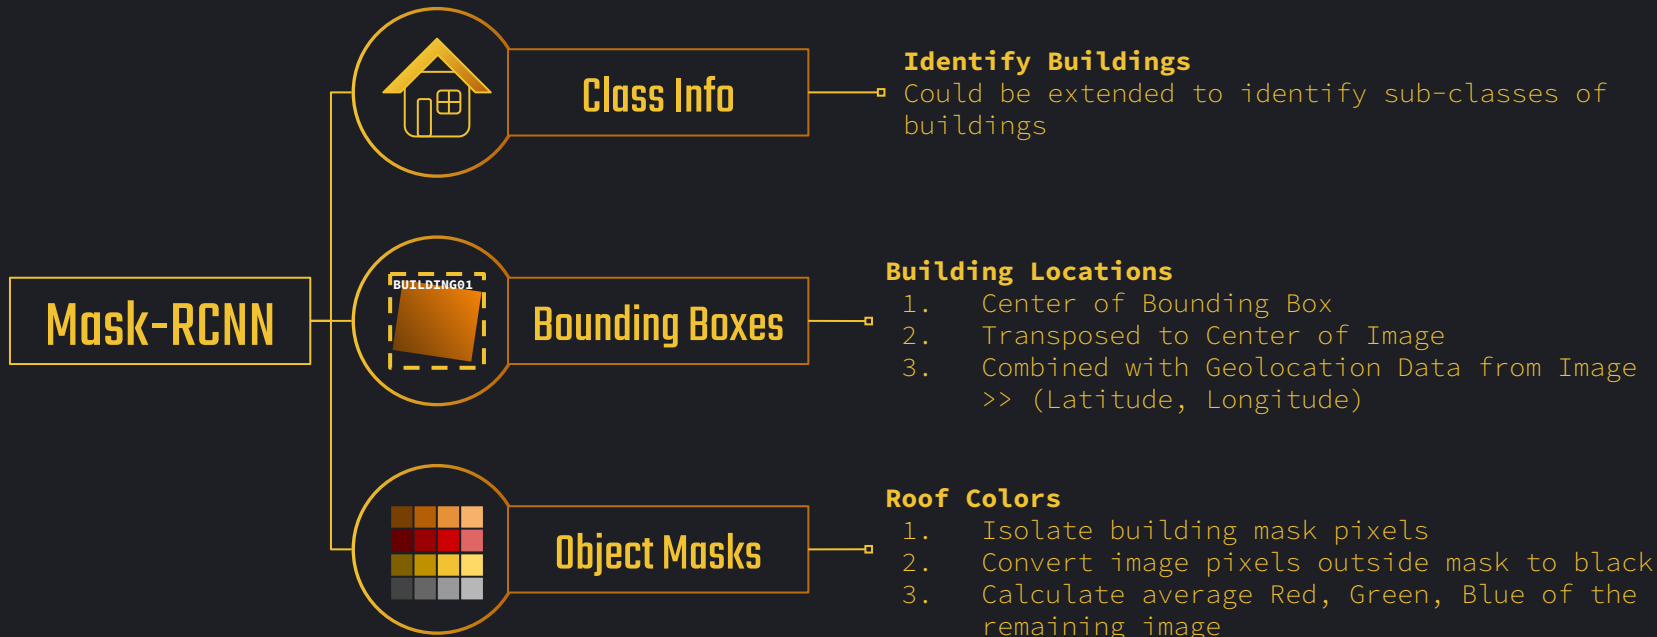 Mask-RCNN
Class Info
Identify Buildings
Could be extended to identify sub-classes of
buildings
BUILDING01
Bounding Boxes
Building Locations
1. Center of Bounding Box
2. Transposed to Center of Image
3. Combined with Geolocation Data from Image
>> (Latitude, Longitude)
Object Masks
Roof Colors
1. Isolate building mask pixels
2. Convert image pixels outside mask to black
3. Calculate average Red, Green, Blue of the
remaining image